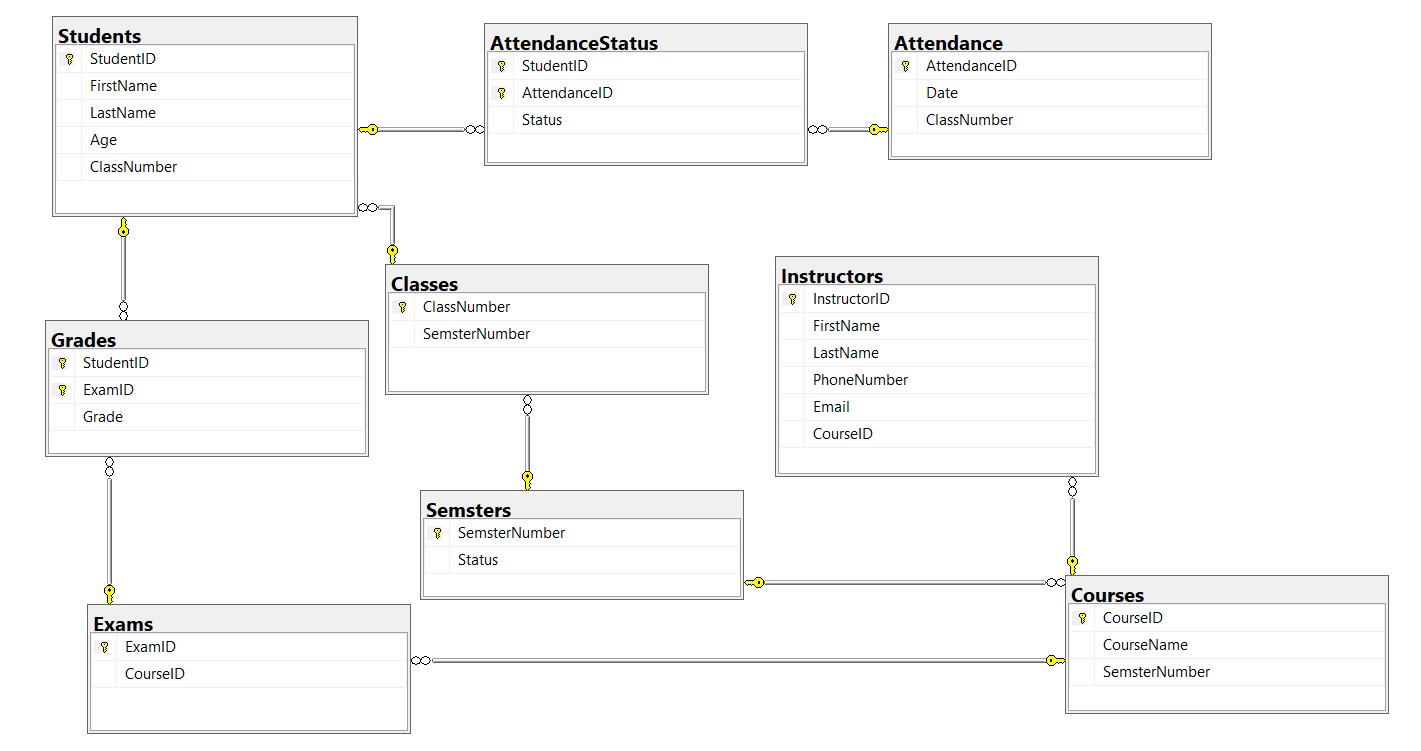 Students
StudentID
FirstName
LastName
Age
ClassNumber
AttendanceStatus
StudentID
AttendanceID
Status
Attendance
AttendanceID
Date
ClassNumber
Classes
ClassNumber
SemsterNumber
Instructors
InstructorID
FirstName
LastName
PhoneNumber
Email
CourseID
Grades
StudentID
ExamID
Grade
Semsters
SemsterNumber
Status
Exams
ExamID
CourseID
Courses
CourseID
CourseName
SemsterNumber